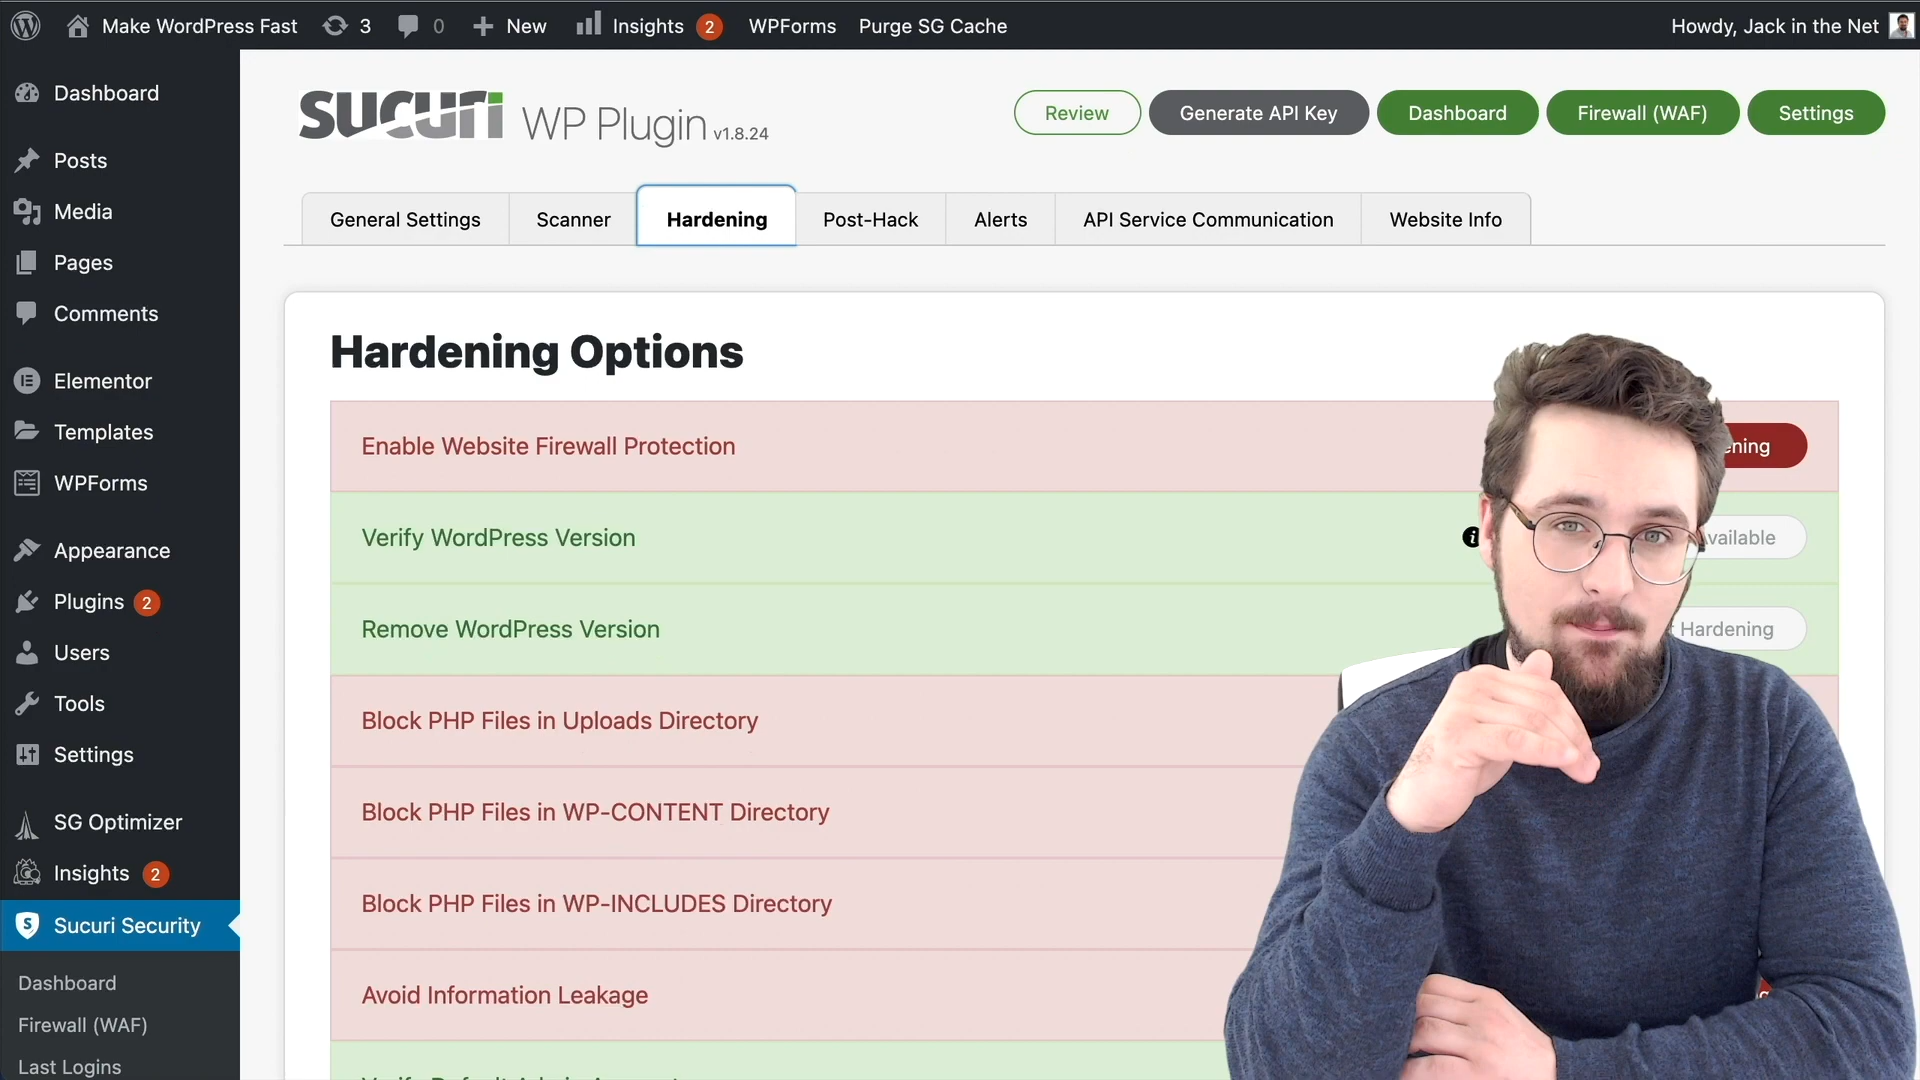 Make WordPress Fast 3 0 New Insights 2 WPForms Purge SG Cache Howdy, Jack in the Net
Dashboard
Posts
Media
Pages
Comments
Elementor
Templates
WPForms
Appearance
Plugins 2
Users
Tools
Settings
SG Optimizer
Insights 2
Sucuri Security
Dashboard
Firewall (WAF)
Last Logins
sucuri WP Plugin v1.8.24
Review Generate API Key Dashboard Firewall (WAF) Settings
General Settings Scanner Hardening Post-Hack Alerts API Service Communication Website Info
Hardening Options
Enable Website Firewall Protection
Verify WordPress Version
Remove WordPress Version Hardening
Block PHP Files in Uploads Directory
Block PHP Files in WP-CONTENT Directory
Block PHP Files in WP-INCLUDES Directory
Avoid Information Leakage